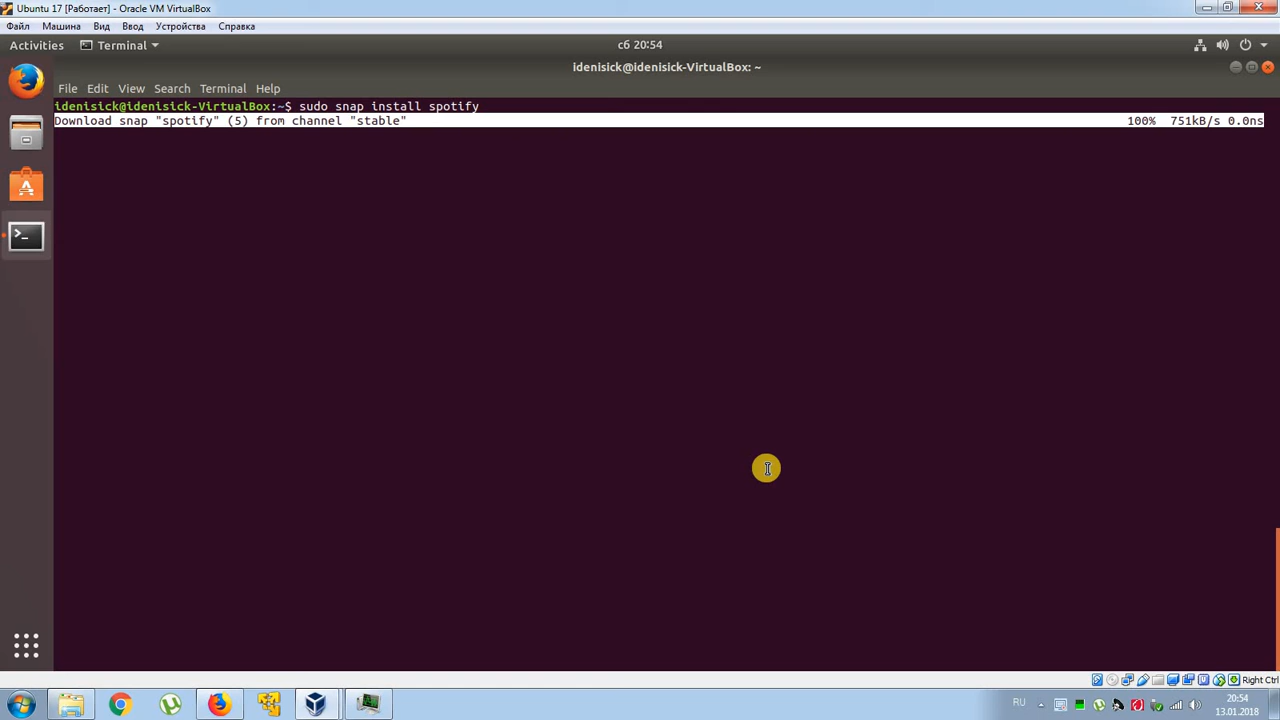 Ubuntu 17 [Работает] - Oracle VM VirtualBox
Файл Машина Вид Ввод Устройства Справка
Activities Terminal сб 20:54
idenisick@idenisick-VirtualBox: ~
File Edit View Search Terminal Help
idenisick@idenisick-VirtualBox:~$ sudo snap install spotify
Download snap "spotify" (5) from channel "stable" 100% 751kB/s 0.0ns
Right Ctrl
RU 20:54
13.01.2018